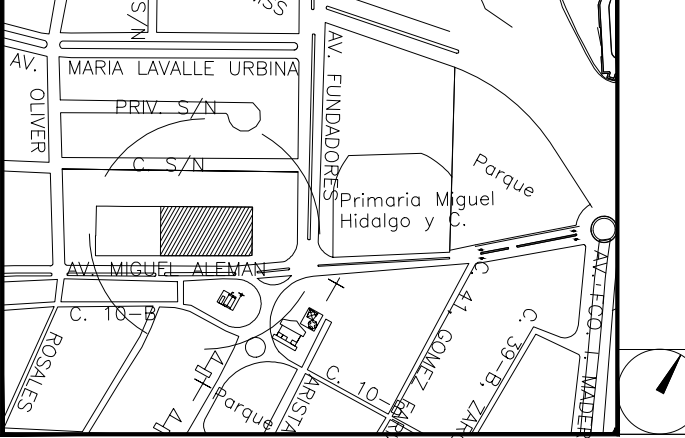 S/N
AV.
MARIA LAVALLE URBINA
OLIVER
AV. FUNDADORES
PRIV. S/N
C. S/N
Parque
Primaria Miguel
Hidalgo y C.
AV. MIGUEL ALEMAN
C. 10-B
ROSALES
C. 41, GOMEZ
C. 39-B,
AV. FCO. I. MADER
C. 10-B
ARISTA
Parque